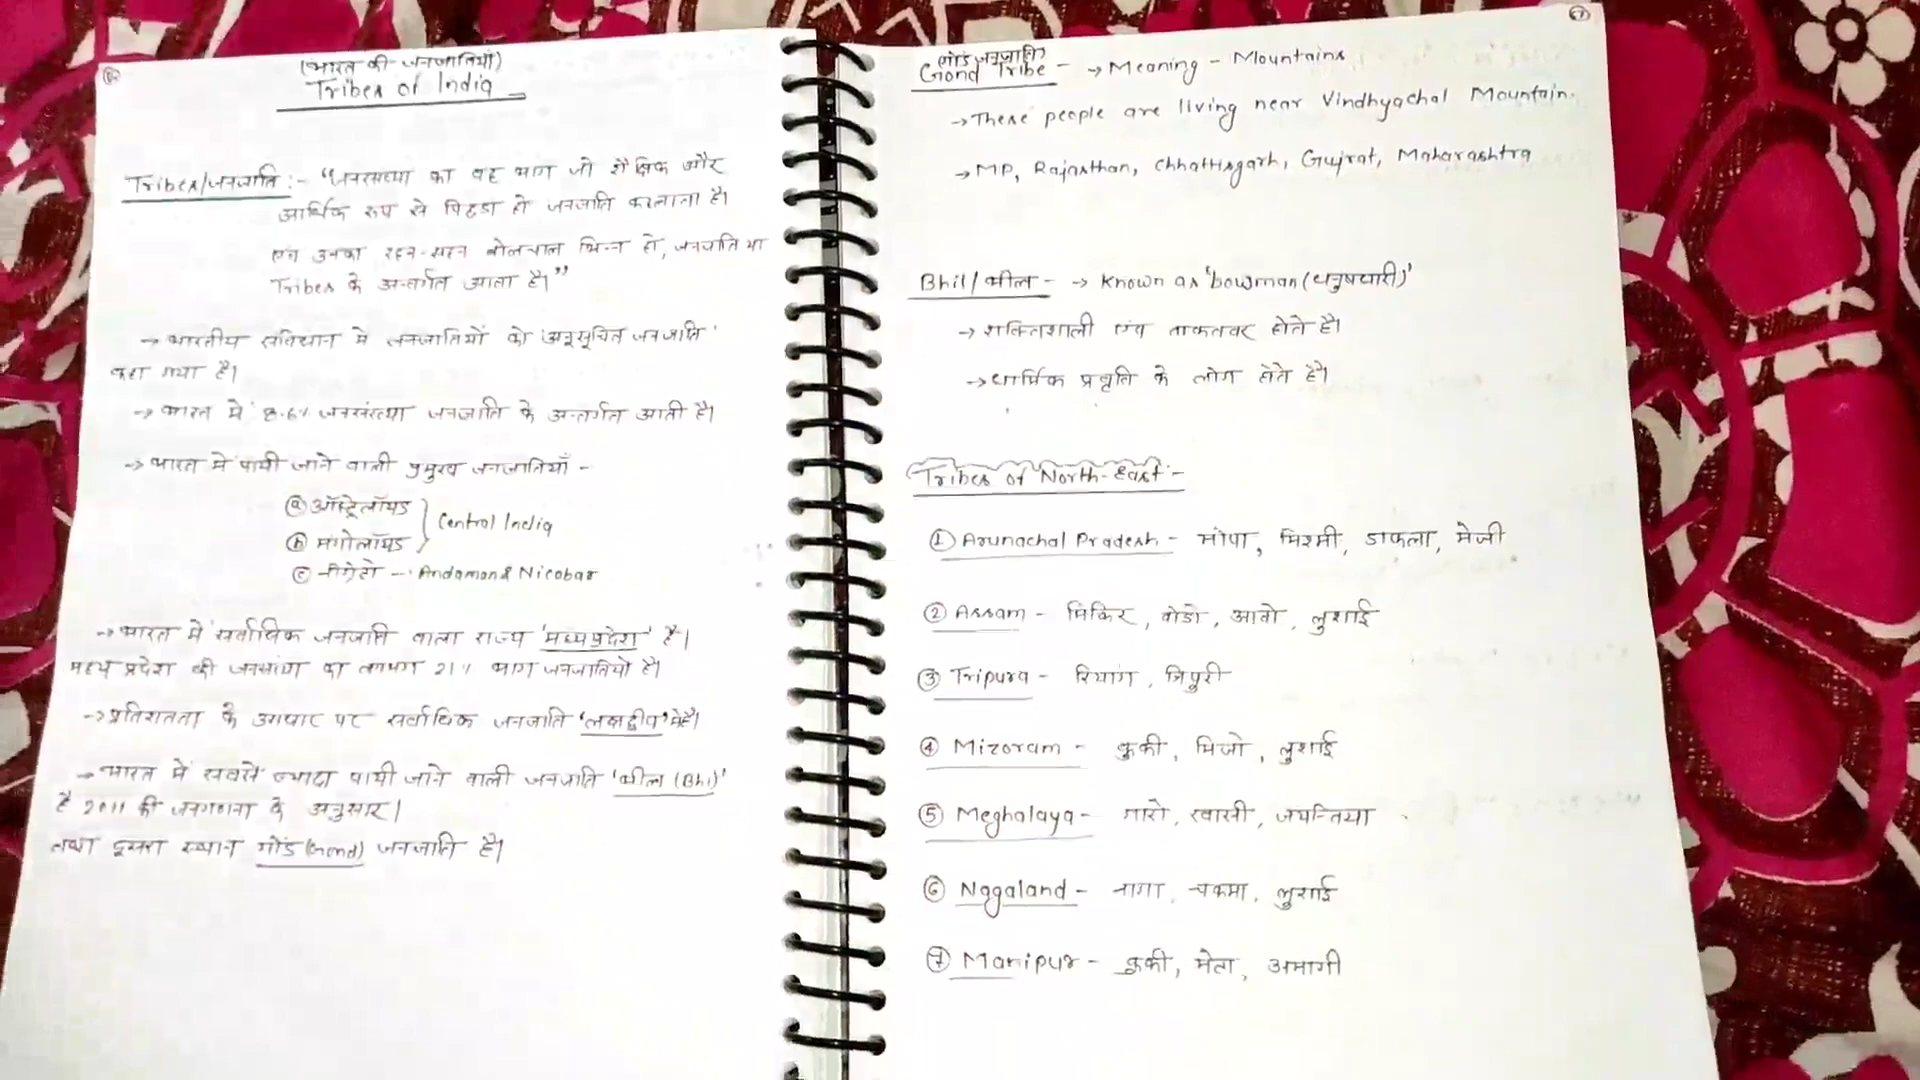 (भारत की जनजातियाँ)
Tribes of India
Tribes/जनजाति :- "जनसंख्या का वह भाग जो शैक्षिक और
आर्थिक रूप से पिछडा हो जनजाति कहलाता है।
एंव उनका रहन-सहन बोलचाल भिन्न हो, जनजाति या
Tribes के अन्तर्गत आता है।"
→ भारतीय सविधान मे जनजातियों को 'अनूसूचित जनजाति'
कहा गया है।
→ भारत मे 8.6% जनसंख्या जनजाति के अन्तर्गत आती है।
→ भारत मे पायी जाने वाली प्रमुख जनजातियाँ -
ⓐ ऑस्ट्रेलॉयड
ⓑ मंगोलॉयड } Central India
ⓒ नीग्रेटो → Andaman & Nicobar
→ भारत मे सर्वाधिक जनजाति वाला राज्य 'मध्यप्रदेश' है।
मध्य प्रदेश की जनसंख्या का लगभग 21% भाग जनजातियो है।
→ प्रतिशतता के आधार पर सर्वाधिक जनजाति 'लक्षद्वीप' मे है।
→ भारत में सबसे ज्यादा पायी जाने वाली जनजाति 'भील (Bhil)'
है 2011 की जनगणना के अनुसार।
तथा दूसरा स्थान गोंड (Gond) जनजाति है।
67
गोंड जनजाति
Gond Tribe - → Meaning - Mountains
→ These people are living near Vindhyachal Mountain.
→ MP, Rajasthan, Chhattisgarh, Gujrat, Maharashtra
Bhil/भील - → Known as 'bowman (धनुषधारी)'
→ शक्तिशाली एंव ताकतवर होते है।
→ धार्मिक प्रवृति के लोग होते है।
Tribes of North-East :-
① Arunachal Pradesh - मोंपा, मिश्मी, डाफला, मेजी
② Assam - मिकिर, बोडो, आवो, लुशाई
③ Tripura - रियांग, त्रिपुरी
④ Mizoram - कुकी, मिजो, लुशाई
⑤ Meghalaya - गारो, खासी, जयन्तिया
⑥ Nagaland - नागा, चकमा, लुशाई
⑦ Manipur - कुकी, मेता, अमागी